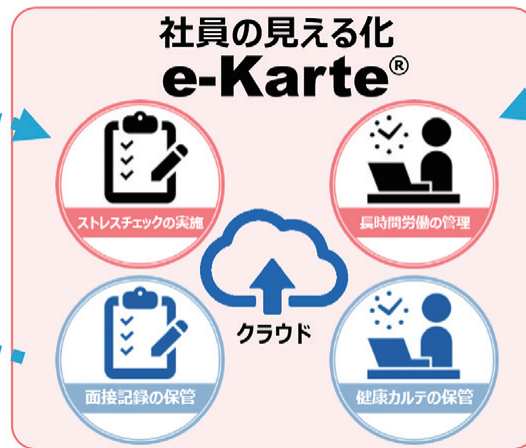 社員の見える化
e-Karte®
ストレスチェックの実施
長時間労働の管理
クラウド
面接記録の保管
健康カルテの保管